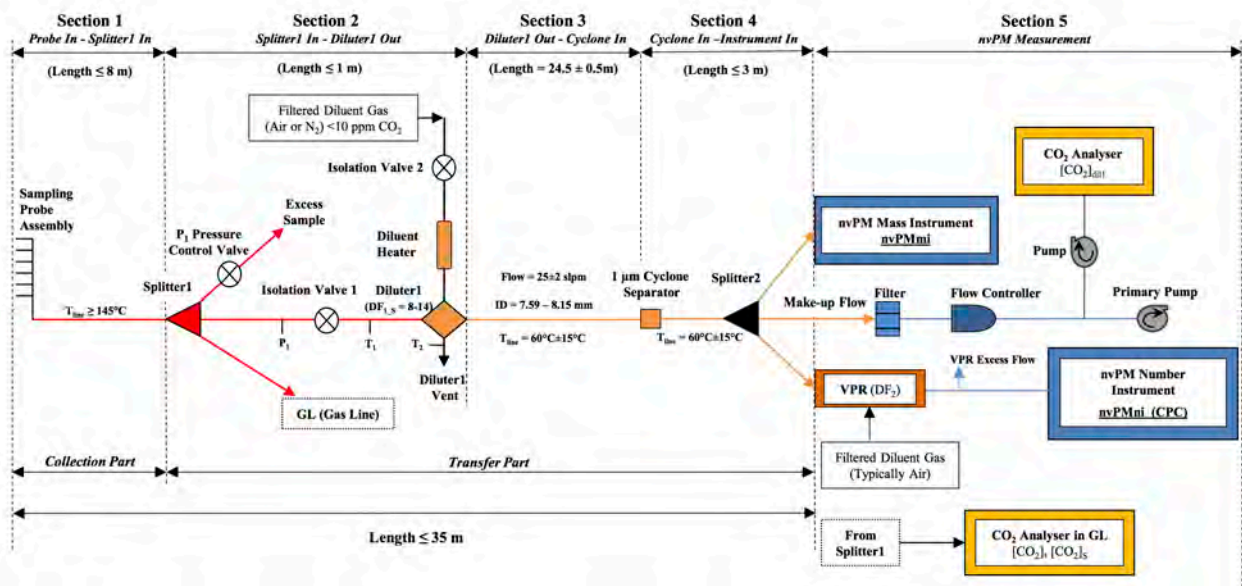 Section 1
Probe In - Splitter1 In
(Length ≤ 8 m)
Section 2
Splitter1 In - Diluter1 Out
(Length ≤ 1 m)
Section 3
Diluter1 Out - Cyclone In
(Length = 24.5 ± 0.5m)
Section 4
Cyclone In –Instrument In
(Length ≤ 3 m)
Section 5
nvPM Measurement
Filtered Diluent Gas
(Air or N2) <10 ppm CO2
Isolation Valve 2
Sampling
Probe
Assembly
Excess
Sample
P1 Pressure
Control Valve
Diluent
Heater
Splitter1
Isolation Valve 1
Diluter1
(DF1_S = 8-14)
Tline ≥ 145°C
P1
T1
T2
Diluter1
Vent
GL (Gas Line)
Flow = 25±2 slpm
ID = 7.59 – 8.15 mm
Tline = 60°C±15°C
1 µm Cyclone
Separator
Splitter2
Tline = 60°C±15°C
CO2 Analyser
[CO2]dil1
nvPM Mass Instrument
nvPMmi
Pump
Make-up Flow
Filter
Flow Controller
Primary Pump
VPR Excess Flow
VPR (DF2)
nvPM Number
Instrument
nvPMni (CPC)
Filtered Diluent Gas
(Typically Air)
Collection Part
Transfer Part
Length ≤ 35 m
From
Splitter1
CO2 Analyser in GL
[CO2], [CO2]S